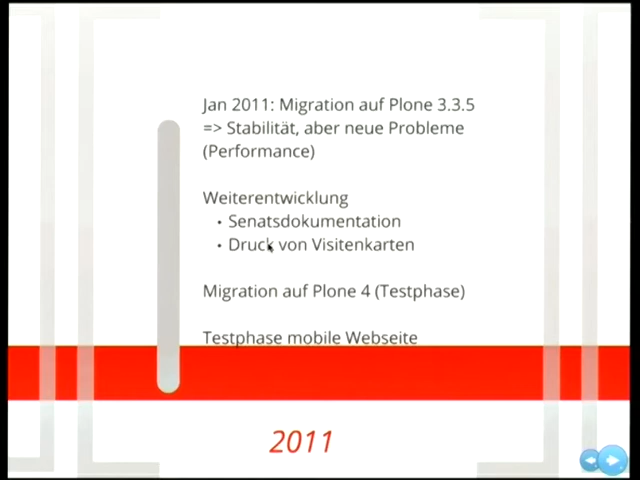 Jan 2011: Migration auf Plone 3.3.5
=> Stabilität, aber neue Probleme
(Performance)
Weiterentwicklung
• Senatsdokumentation
• Druck von Visitenkarten
Migration auf Plone 4 (Testphase)
Testphase mobile Webseite
2011